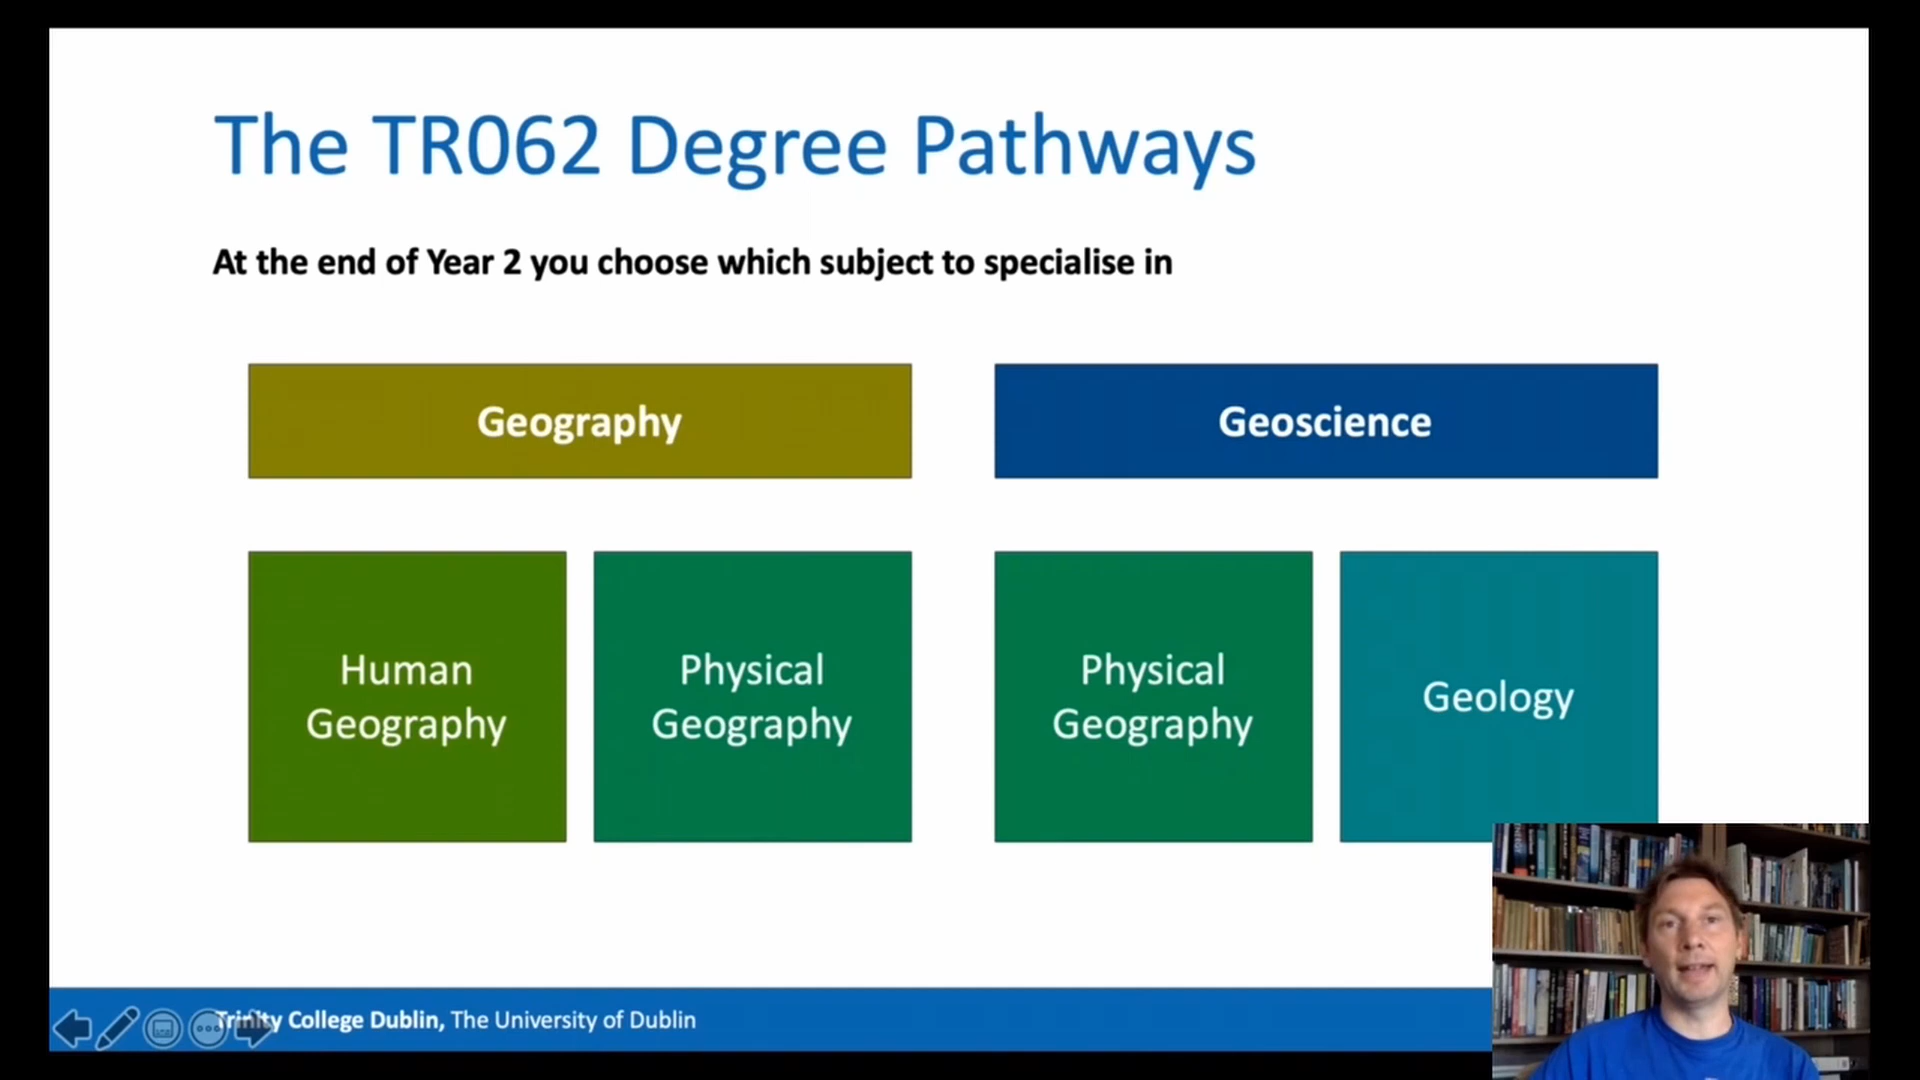 The TR062 Degree Pathways
At the end of Year 2 you choose which subject to specialise in
Geography
Geoscience
Human
Geography
Physical
Geography
Physical
Geography
Geology
Trinity College Dublin, The University of Dublin